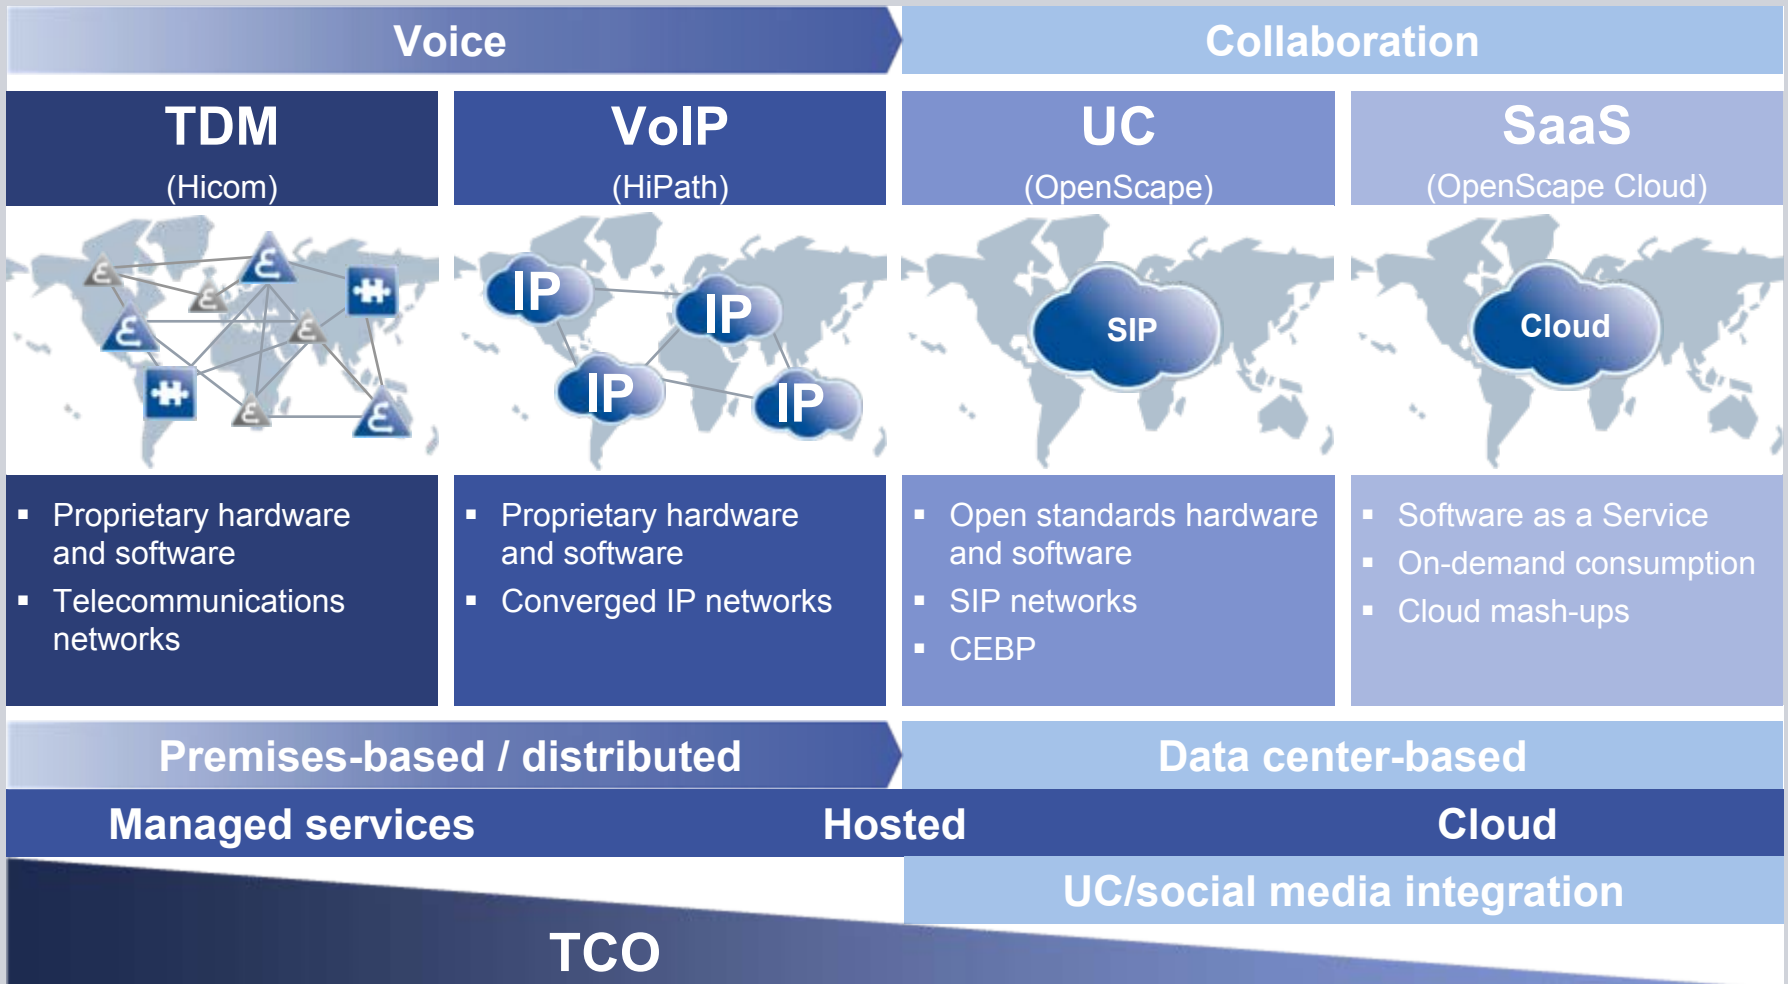 Voice
Collaboration
TDM
(Hicom)
VoIP
(HiPath)
UC
(OpenScape)
SaaS
(OpenScape Cloud)
ε
ε
ε
ε
ε
ε
ε
IP
IP
IP
IP
SIP
Cloud
▪ Proprietary hardware
and software
▪ Telecommunications
networks
▪ Proprietary hardware
and software
▪ Converged IP networks
▪ Open standards hardware
and software
▪ SIP networks
▪ CEBP
▪ Software as a Service
▪ On-demand consumption
▪ Cloud mash-ups
Premises-based / distributed
Data center-based
Managed services
Hosted
Cloud
UC/social media integration
TCO